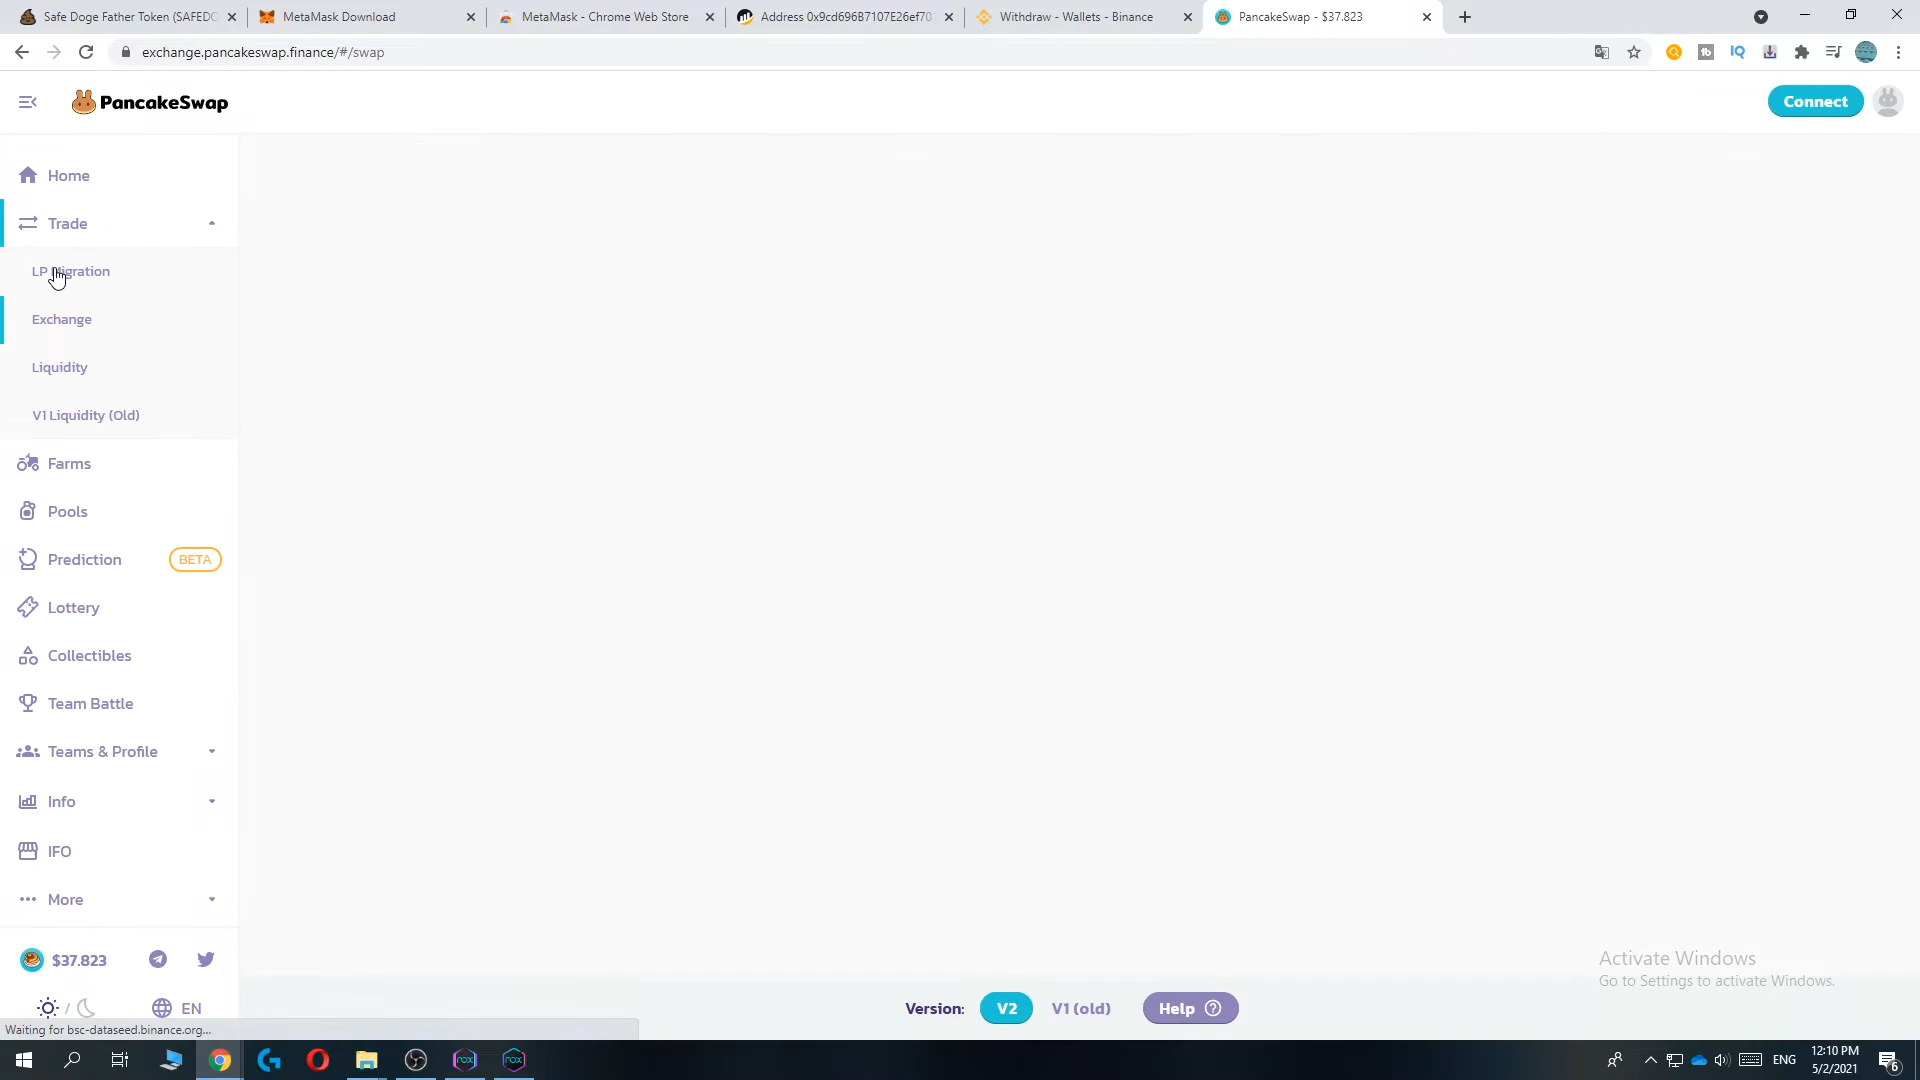 Safe Doge Father Token (SAFEDO
MetaMask Download
MetaMask - Chrome Web Store
Address 0x9cd696B7107E26ef70
Withdraw - Wallets - Binance
PancakeSwap - $37.823
exchange.pancakeswap.finance/#/swap
PancakeSwap
Connect
Home
Trade
LP Migration
Exchange
Liquidity
V1 Liquidity (Old)
Farms
Pools
Prediction
BETA
Lottery
Collectibles
Team Battle
Teams & Profile
Info
IFO
More
$37.823
EN
Version:
V2
V1 (old)
Help
Activate Windows
Go to Settings to activate Windows.
Waiting for bsc-dataseed.binance.org...
ENG
12:10 PM
5/2/2021
6